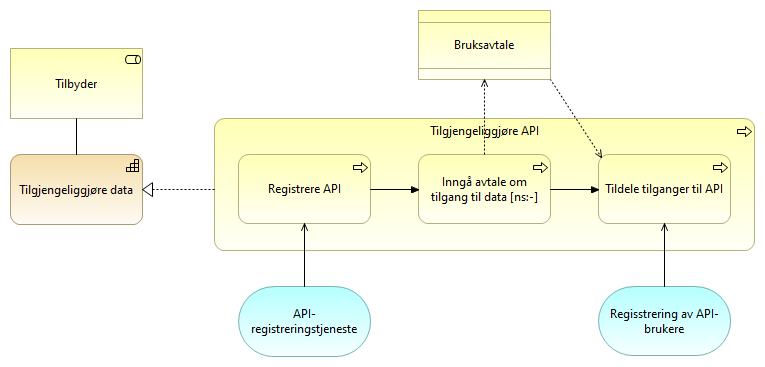 Bruksavtale
Tilbyder
Tilgjengeliggjøre API
Tilgjengeliggjøre data
Registrere API
Inngå avtale om
tilgang til data [ns:-]
Tildele tilganger til API
API-
registreringstjeneste
Regisstrering av API-
brukere